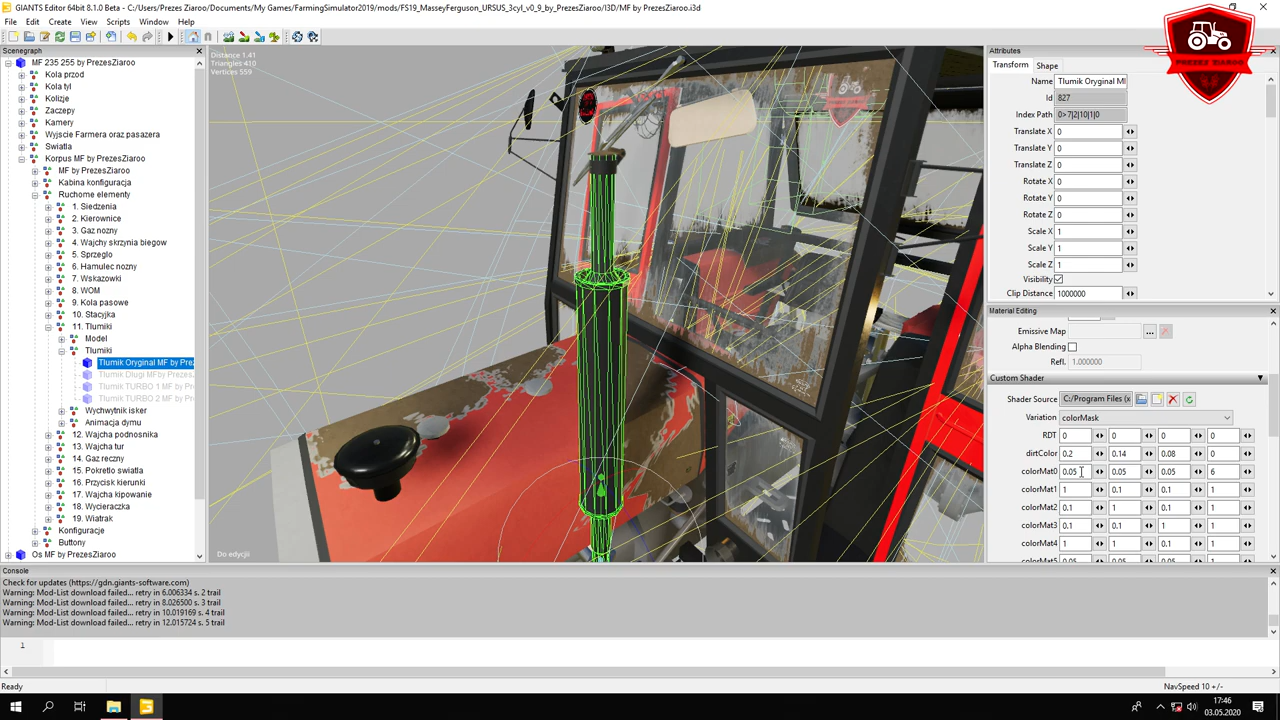 GIANTS Editor 64bit 8.1.0 Beta - C:/Users/Prezes Ziaroo/Documents/My Games/FarmingSimulator2019/mods/FS19_MasseyFerguson_URSUS_3cyl_v0_9_by_PrezesZiaroo/I3D/MF by PrezesZiaroo.i3d
File Edit Create View Scripts Window Help
PREZES ZIAROO
Scenegraph
MF 235 255 by PrezesZiaroo
Kola przod
Kola tyl
Kolizje
Zaczepy
Kamery
Wyjscie Farmera oraz pasazera
Swiatla
Korpus MF by PrezesZiaroo
MF by PrezesZiaroo
Kabina konfiguracja
Ruchome elementy
1. Siedzenia
2. Kierownice
3. Gaz nozny
4. Wajchy skrzynia biegow
5. Sprzeglo
6. Hamulec nozny
7. Wskazowki
8. WOM
9. Kola pasowe
10. Stacyjka
11. Tlumiki
Model
Tlumiki
Tlumik Oryginal MF by Prez
Tlumik Dlugi MF by Prezes
Tlumik TURBO 1 MF by Pr
Tlumik TURBO 2 MF by Pr
Wychwytnik isker
Animacja dymu
12. Wajcha podnosnika
13. Wajcha tur
14. Gaz reczny
15. Pokretlo swiatla
16. Przycisk kierunki
17. Wajcha kipowanie
18. Wycieraczka
19. Wiatrak
Konfiguracje
Buttony
Os MF by PrezesZiaroo
Distance 1.41
Triangles 410
Vertices 559
Do edycji
Attributes
Transform Shape
Name Tlumik Oryginal MI
Id 827
Index Path 0>7|2|10|1|0
Translate X 0
Translate Y 0
Translate Z 0
Rotate X 0
Rotate Y 0
Rotate Z 0
Scale X 1
Scale Y 1
Scale Z 1
Visibility
Clip Distance 1000000
Material Editing
Emissive Map ...
Alpha Blending
Refl. 1.000000
Custom Shader
Shader Source C:/Program Files (x
Variation colorMask
RDT 0 0 0 0
dirtColor 0.2 0.14 0.08 0
colorMat0 0.05 0.05 0.05 6
colorMat1 1 0.1 0.1 1
colorMat2 0.1 1 0.1 1
colorMat3 0.1 0.1 1 1
colorMat4 1 1 0.1 1
colorMat5 0.05 0.05 0.05 6
Console
Check for updates (https://gdn.giants-software.com)
Warning: Mod-List download failed... retry in 6.006334 s. 2 trail
Warning: Mod-List download failed... retry in 8.026500 s. 3 trail
Warning: Mod-List download failed... retry in 10.019169 s. 4 trail
Warning: Mod-List download failed... retry in 12.015724 s. 5 trail
1
Ready
NavSpeed 10 +/-
17:46
03.05.2020